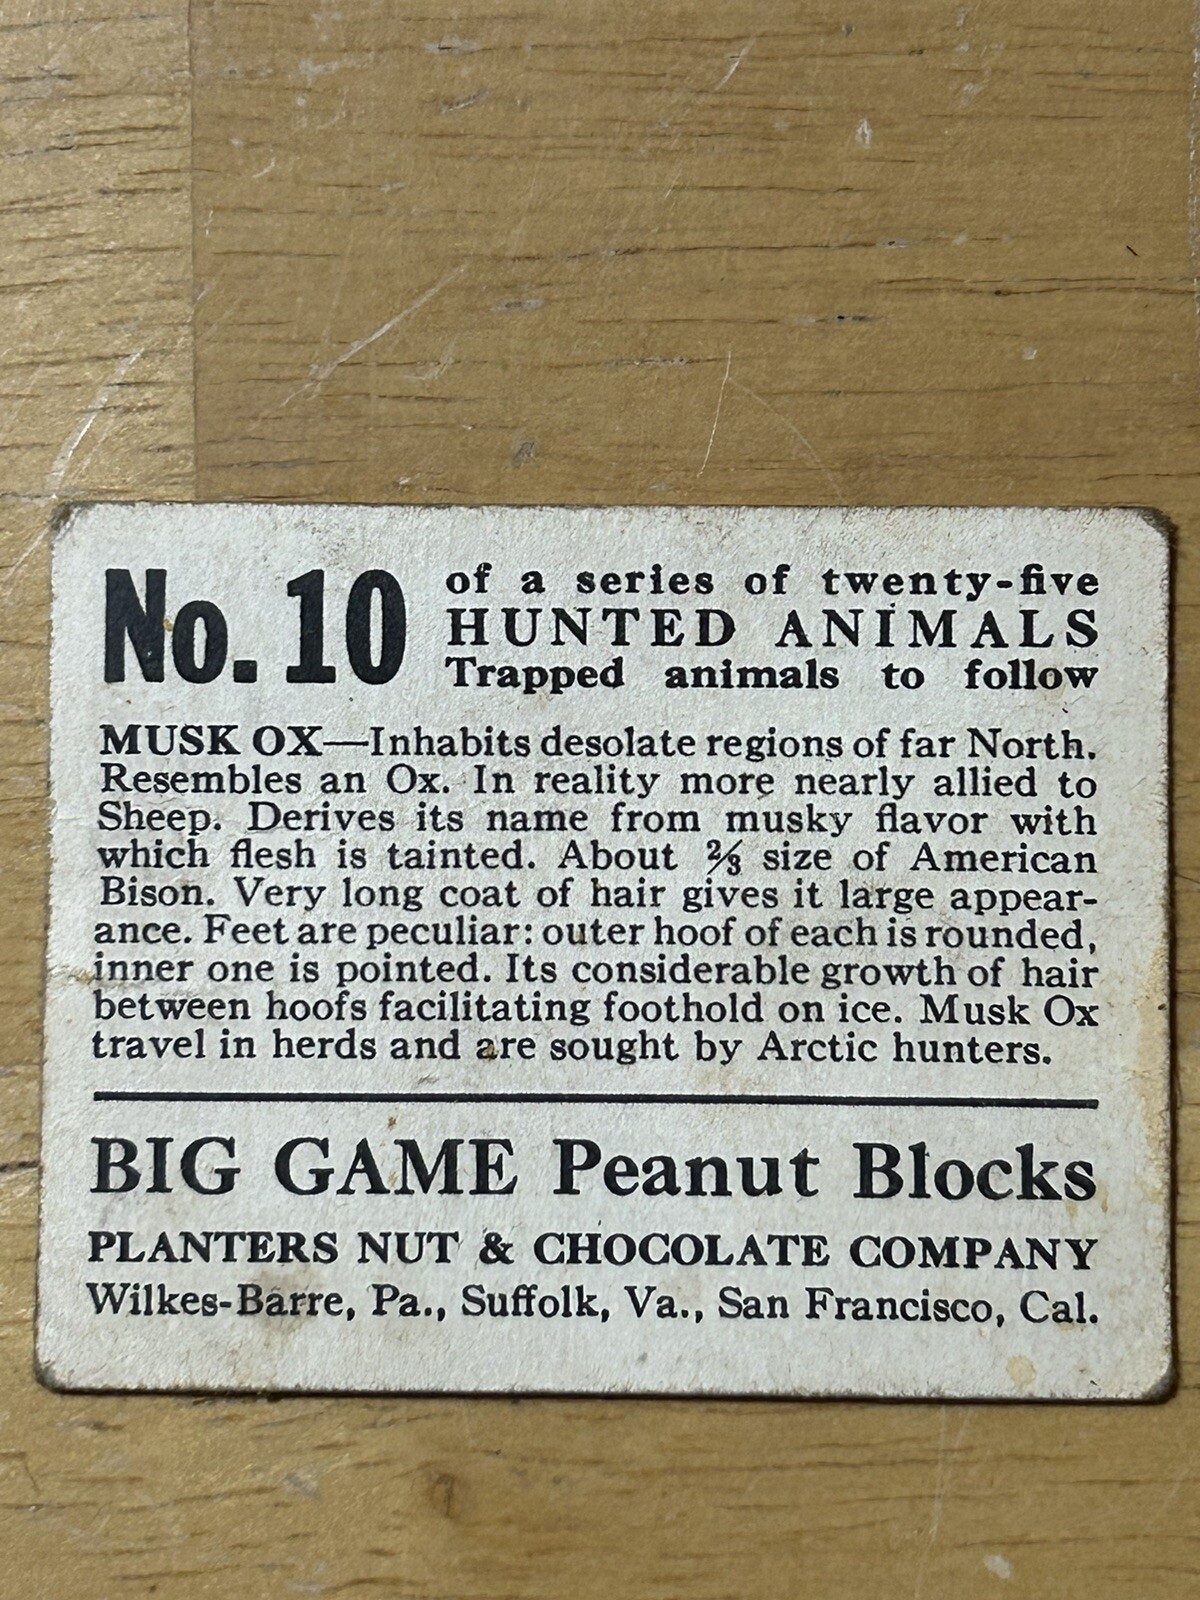 No. 10
of a series of twenty-five
HUNTED ANIMALS
Trapped animals to follow
MUSK OX—Inhabits desolate regions of far North.
Resembles an Ox. In reality more nearly allied to
Sheep. Derives its name from musky flavor with
which flesh is tainted. About ⅔ size of American
Bison. Very long coat of hair gives it large appear-
ance. Feet are peculiar: outer hoof of each is rounded,
inner one is pointed. Its considerable growth of hair
between hoofs facilitating foothold on ice. Musk Ox
travel in herds and are sought by Arctic hunters.
BIG GAME Peanut Blocks
PLANTERS NUT & CHOCOLATE COMPANY
Wilkes-Barre, Pa., Suffolk, Va., San Francisco, Cal.